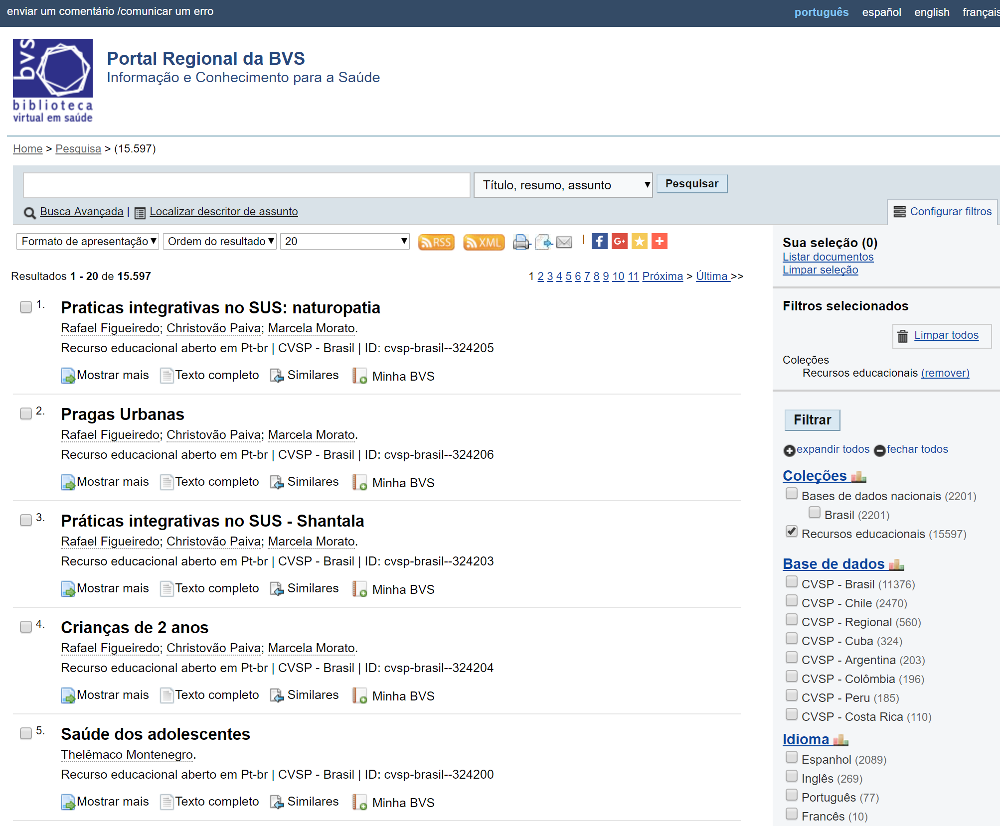 enviar um comentário /comunicar um erro
português español english français
bvs
biblioteca
virtual em saúde
Portal Regional da BVS
Informação e Conhecimento para a Saúde
Home > Pesquisa > (15.597)
Título, resumo, assunto Pesquisar
Busca Avançada | Localizar descritor de assunto
Configurar filtros
Formato de apresentação Ordem do resultado 20 RSS XML
Resultados 1 - 20 de 15.597
1 2 3 4 5 6 7 8 9 10 11 Próxima > Última >>
1. Praticas integrativas no SUS: naturopatia
Rafael Figueiredo; Christovão Paiva; Marcela Morato.
Recurso educacional aberto em Pt-br | CVSP - Brasil | ID: cvsp-brasil--324205
Mostrar mais Texto completo Similares Minha BVS
2. Pragas Urbanas
Rafael Figueiredo; Christovão Paiva; Marcela Morato.
Recurso educacional aberto em Pt-br | CVSP - Brasil | ID: cvsp-brasil--324206
Mostrar mais Texto completo Similares Minha BVS
3. Práticas integrativas no SUS - Shantala
Rafael Figueiredo; Christovão Paiva; Marcela Morato.
Recurso educacional aberto em Pt-br | CVSP - Brasil | ID: cvsp-brasil--324203
Mostrar mais Texto completo Similares Minha BVS
4. Crianças de 2 anos
Rafael Figueiredo; Christovão Paiva; Marcela Morato.
Recurso educacional aberto em Pt-br | CVSP - Brasil | ID: cvsp-brasil--324204
Mostrar mais Texto completo Similares Minha BVS
5. Saúde dos adolescentes
Thelêmaco Montenegro.
Recurso educacional aberto em Pt-br | CVSP - Brasil | ID: cvsp-brasil--324200
Mostrar mais Texto completo Similares Minha BVS
Sua seleção (0)
Listar documentos
Limpar seleção
Filtros selecionados
Limpar todos
Coleções
Recursos educacionais (remover)
Filtrar
expandir todos fechar todos
Coleções
Bases de dados nacionais (2201)
Brasil (2201)
Recursos educacionais (15597)
Base de dados
CVSP - Brasil (11376)
CVSP - Chile (2470)
CVSP - Regional (560)
CVSP - Cuba (324)
CVSP - Argentina (203)
CVSP - Colômbia (196)
CVSP - Peru (185)
CVSP - Costa Rica (110)
Idioma
Espanhol (2089)
Inglês (269)
Português (77)
Francês (10)